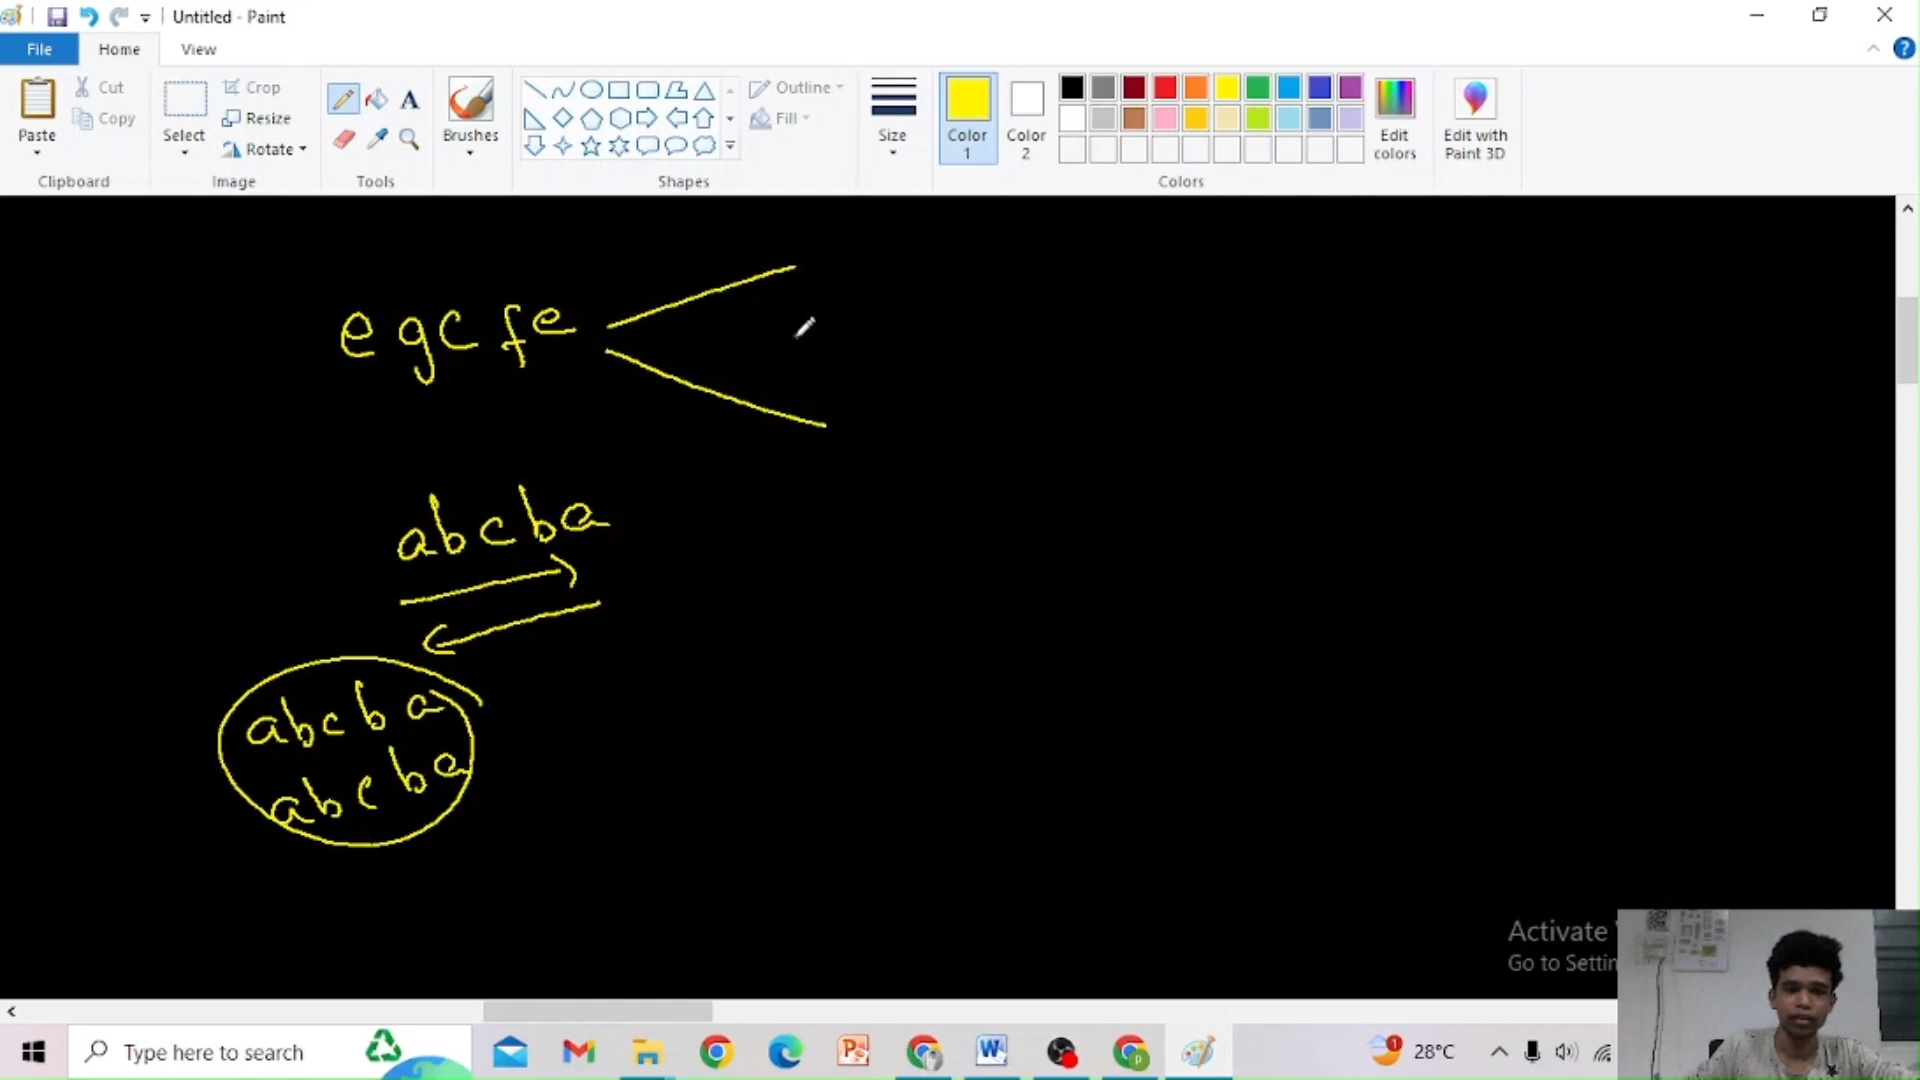 Untitled - Paint
File Home View
Paste
Cut
Copy
Clipboard
Select
Crop
Resize
Rotate
Image
Tools
Brushes
Shapes
Outline
Fill
Size
Color 1
Color 2
Edit colors
Colors
Edit with Paint 3D
egcfe
abcba
abcba
abcba
Activate
Go to Settin
Type here to search
28°C